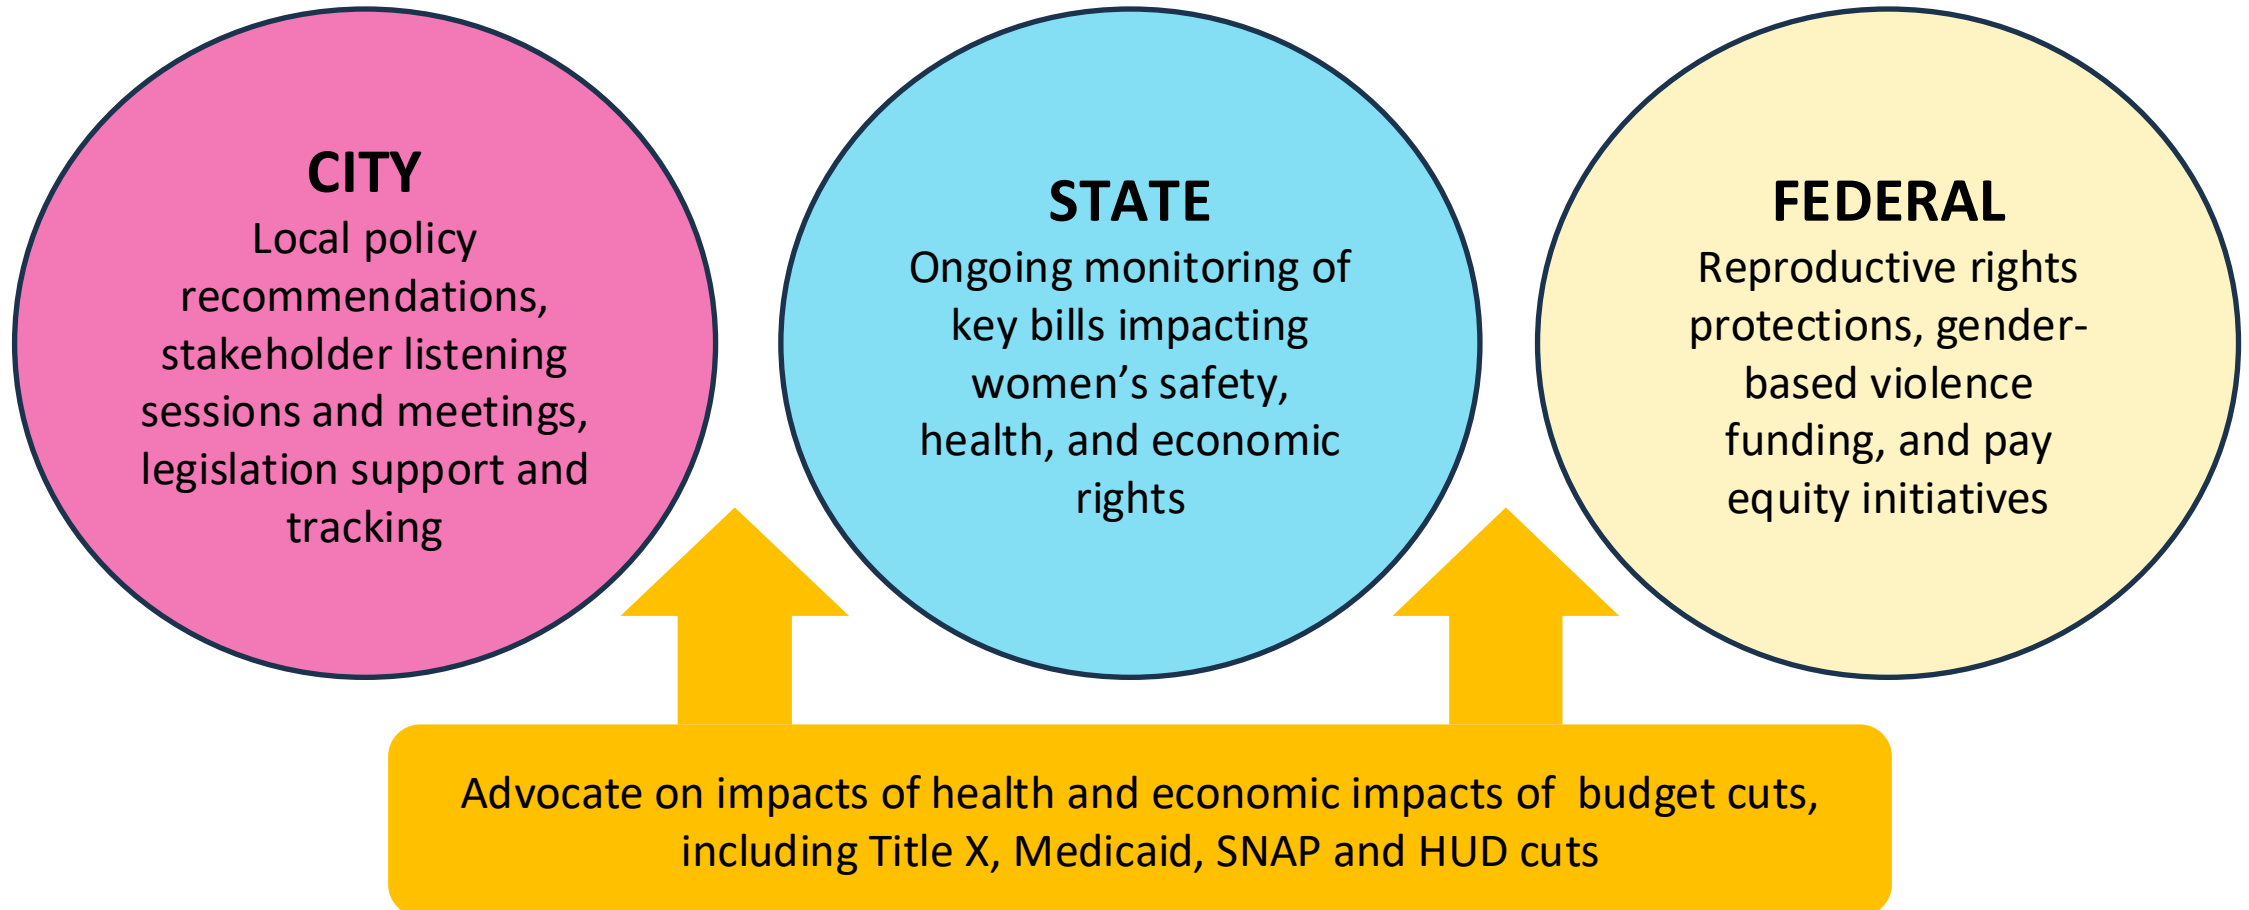 CITY
Local policy
recommendations,
stakeholder listening
sessions and meetings,
legislation support and
tracking
STATE
Ongoing monitoring of
key bills impacting
women’s safety,
health, and economic
rights
FEDERAL
Reproductive rights
protections, gender-
based violence
funding, and pay
equity initiatives
Advocate on impacts of health and economic impacts of  budget cuts,
including Title X, Medicaid, SNAP and HUD cuts